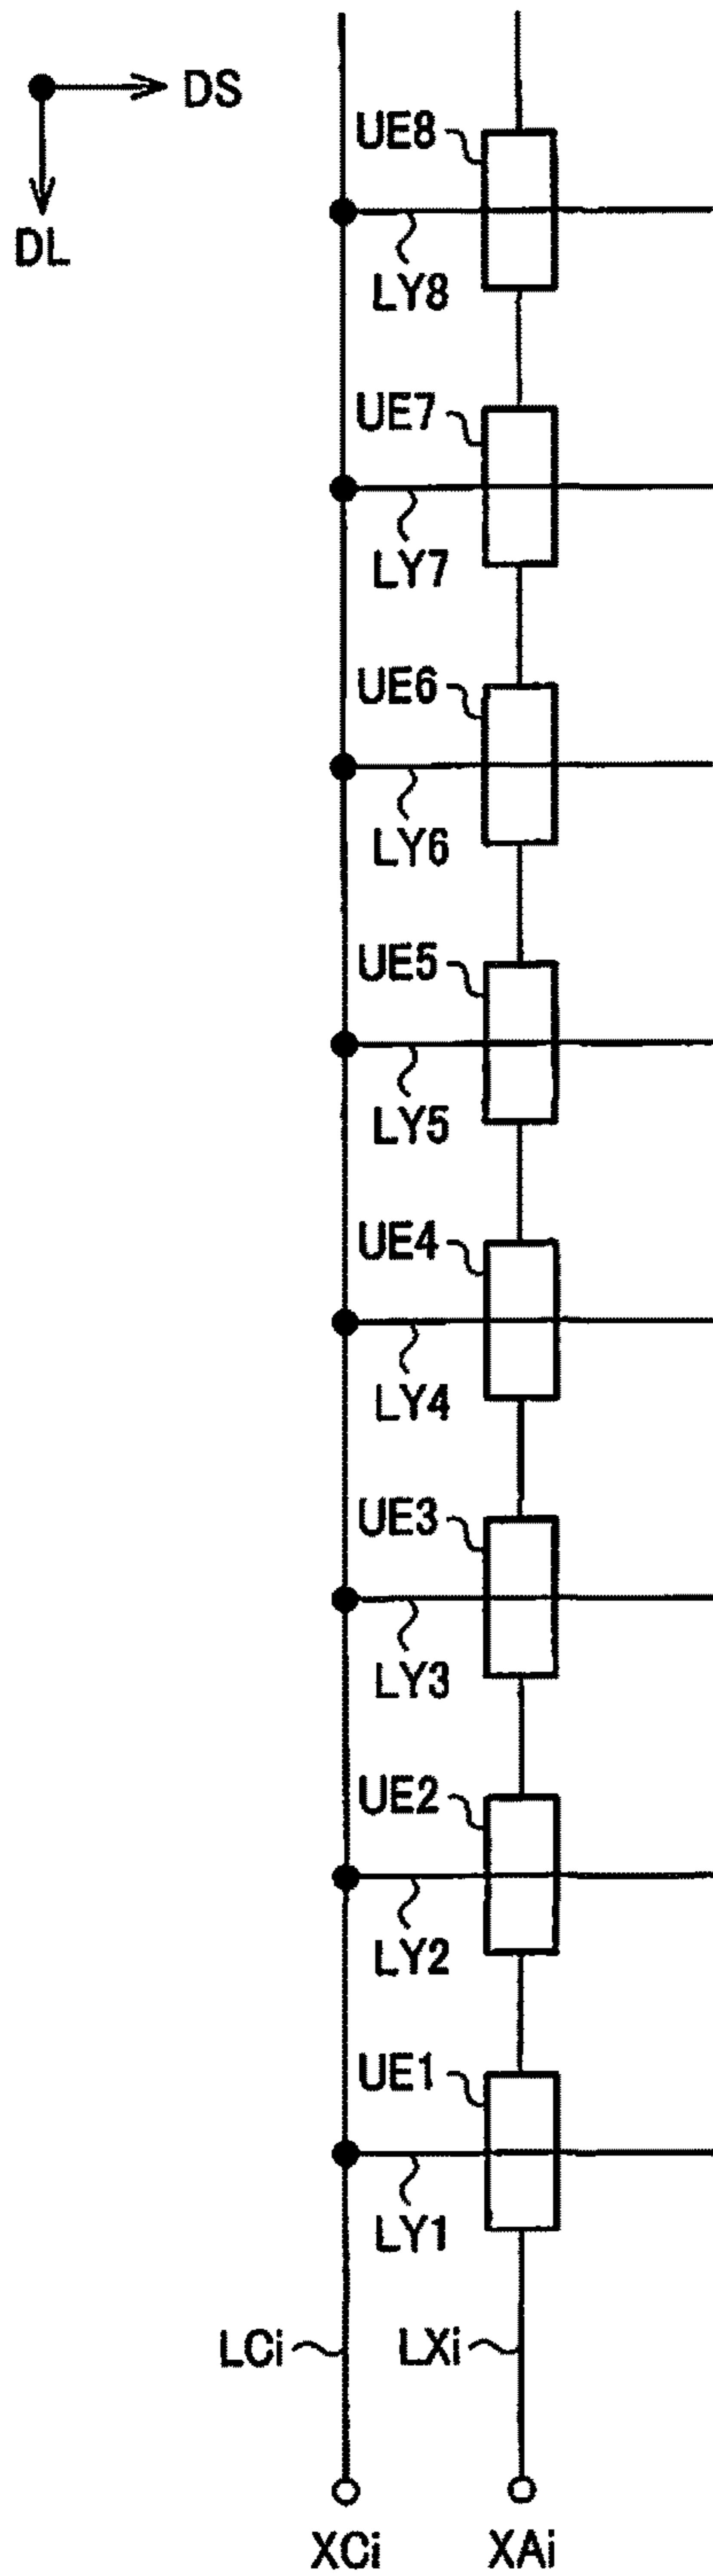 DS
DL
UE8
LY8
UE7
LY7
UE6
LY6
UE5
LY5
UE4
LY4
UE3
LY3
UE2
LY2
UE1
LY1
LCi
LXi
XCi
XAi